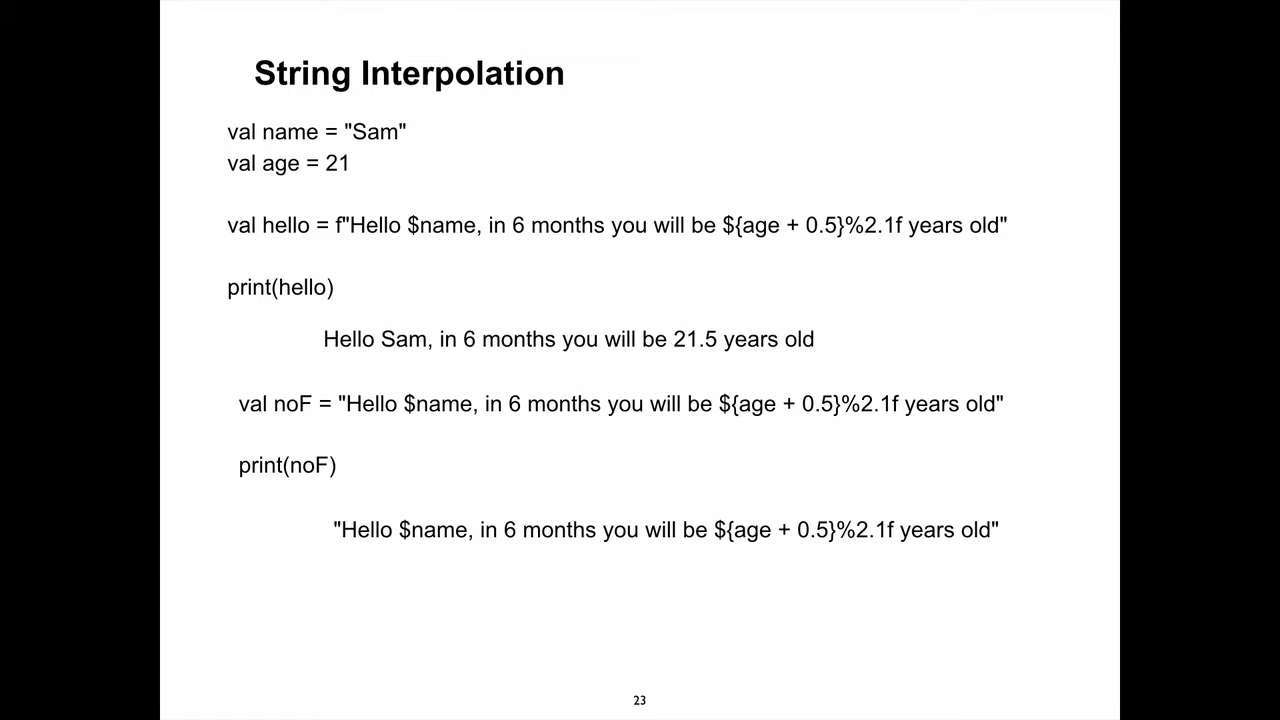 String Interpolation
val name = "Sam"
val age = 21
val hello = f"Hello $name, in 6 months you will be ${age + 0.5}%2.1f years old"
print(hello)
Hello Sam, in 6 months you will be 21.5 years old
val noF = "Hello $name, in 6 months you will be ${age + 0.5}%2.1f years old"
print(noF)
"Hello $name, in 6 months you will be ${age + 0.5}%2.1f years old"
23